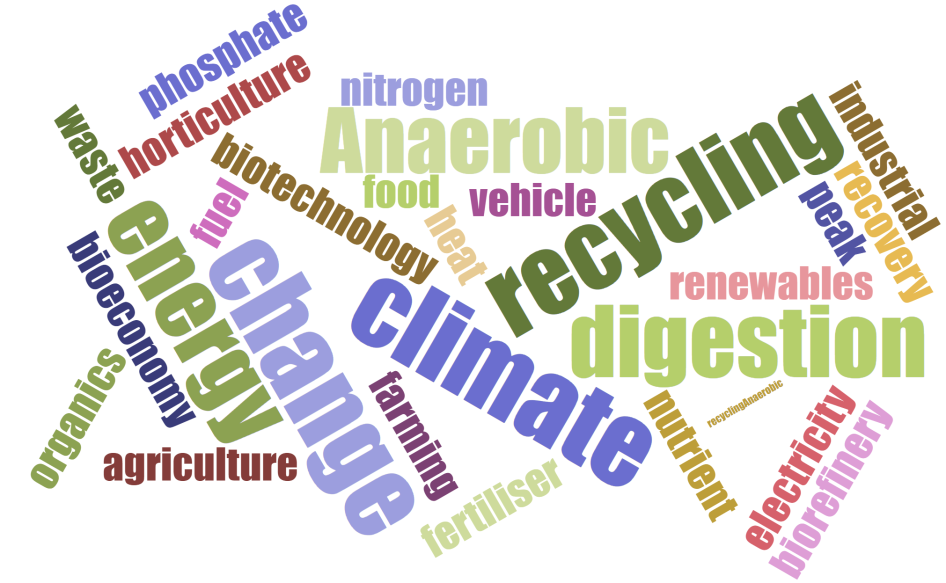 phosphate
horticulture
nitrogen
Anaerobic
recycling
industrial
waste
biotechnology
food
vehicle
recovery
peak
fuel
heat
energy
change
climate
bioeconomy
renewables
digestion
organics
farming
recyclingAnaerobic
nutrient
electricity
biorefinery
agriculture
fertiliser